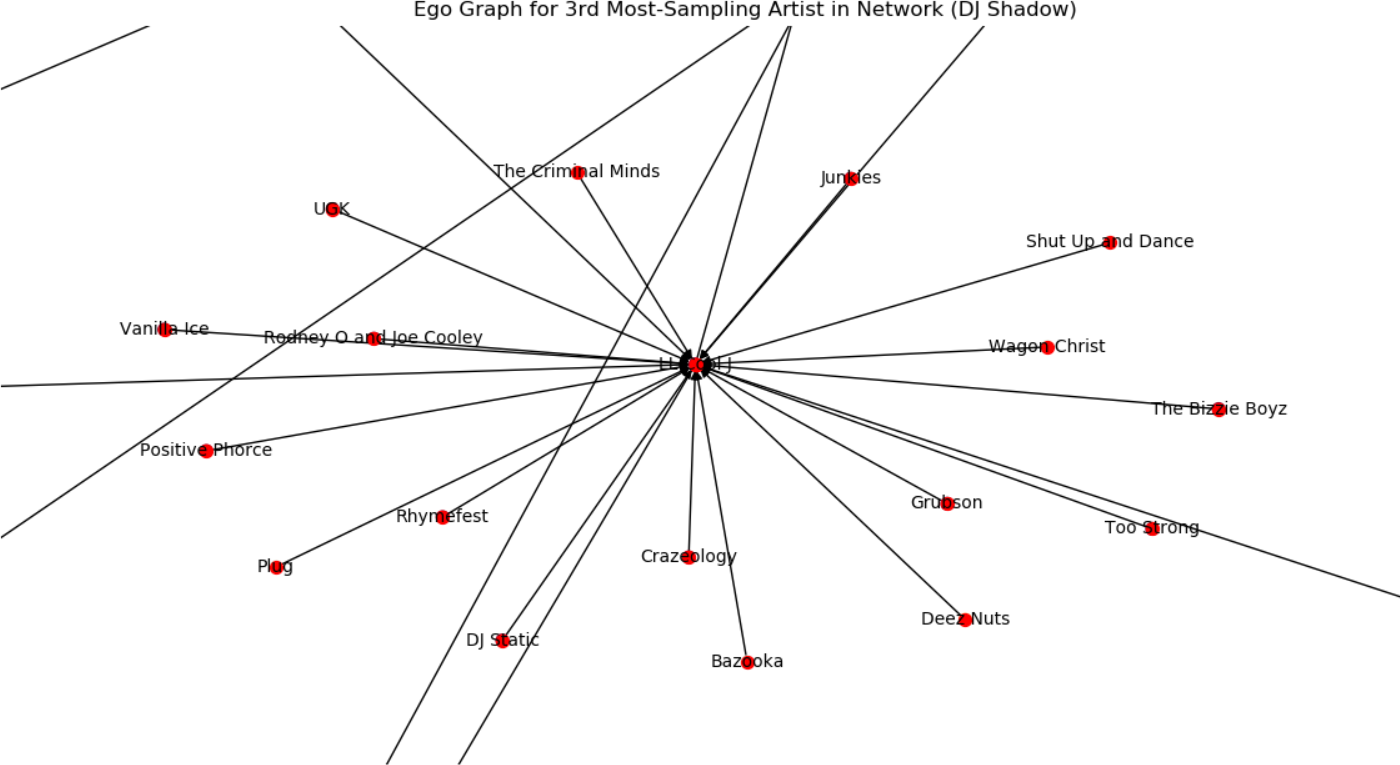 Ego Graph for 3rd Most-Sampling Artist in Network (DJ Shadow)
The Criminal Minds
Junkies
UGK
Shut Up and Dance
Vanilla Ice
Rodney O and Joe Cooley
Wagon Christ
The Bizzie Boyz
Positive Phorce
Grubson
Rhymefest
Too Strong
Crazeology
Plug
Deez Nuts
DJ Static
Bazooka